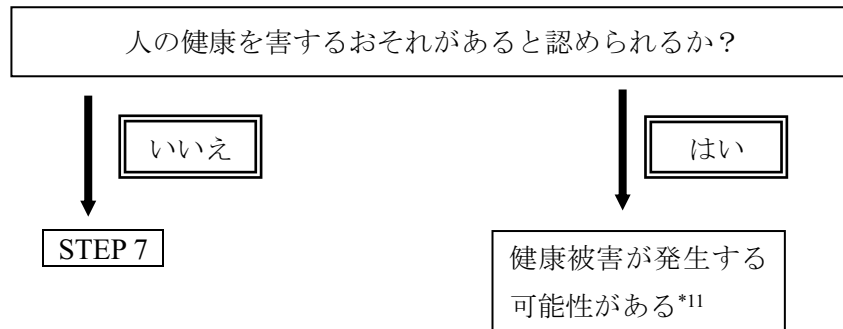 人の健康を害するおそれがあると認められるか？
いいえ
はい
STEP 7
健康被害が発生する
可能性がある*11